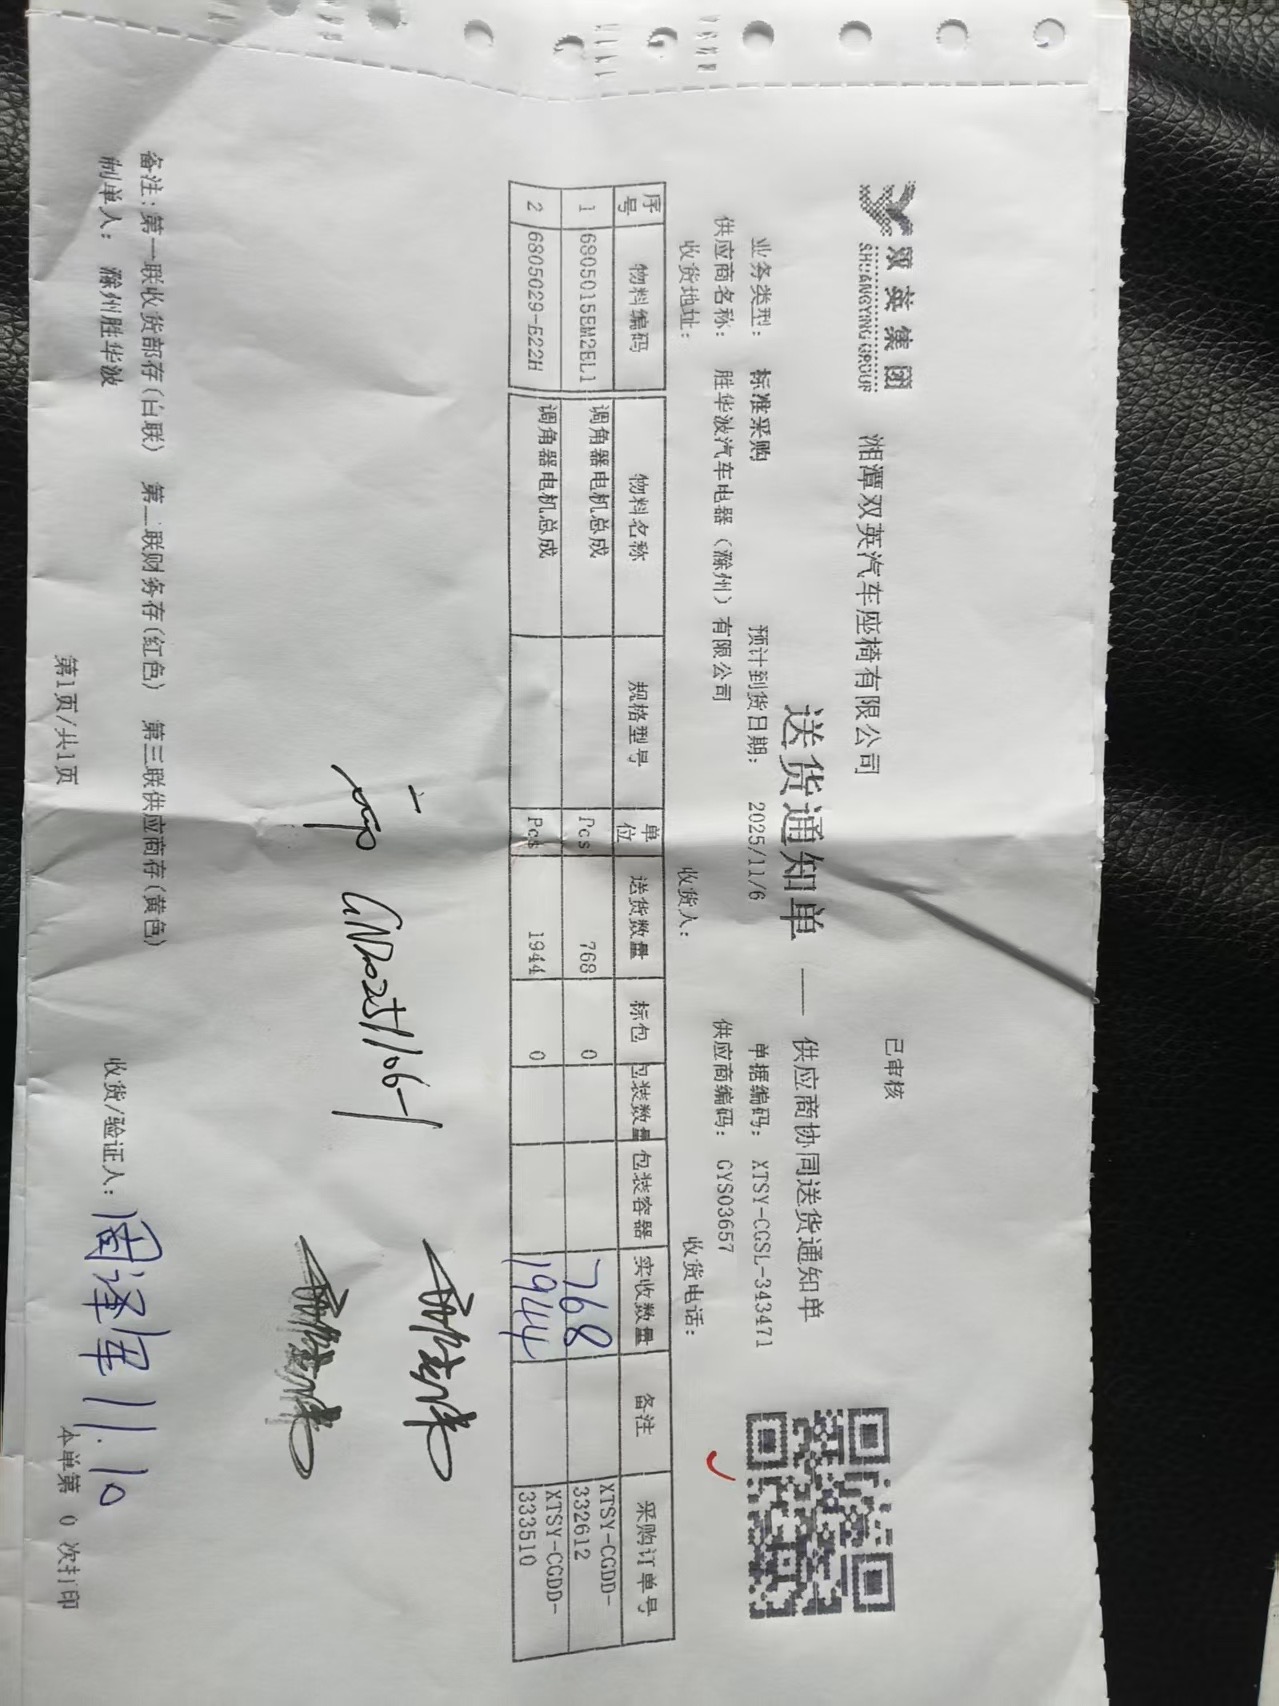 双英集团
SHUANGYING GROUP
湘潭双英汽车座椅有限公司
已审核
送货通知单 —— 供应商协同送货通知单
业务类型： 标准采购 预计到货日期： 2025/11/6 单据编码： XTSY-CGSL-343471
供应商名称： 胜华波汽车电器（滁州）有限公司 供应商编码： GYS03657
收货地址： 收货人： 收货电话：
序号 物料编码 物料名称 规格型号 单位 送货数量 标包 包装数量 包装容器 实收数量 备注 采购订单号
1 6805015EM2EL1 调角器电机总成 Pcs 768 0 768 XTSY-CGDD-332612
2 6805029-E22H 调角器电机总成 Pcs 1944 0 1944 XTSY-CGDD-333510
备注：第一联收货部存(白联) 第二联财务存(红色) 第三联供应商存(黄色)
制单人： 滁州胜华波 收货/验证人： 周泽军 11.10
第1页/共1页 本单第 0 次打印